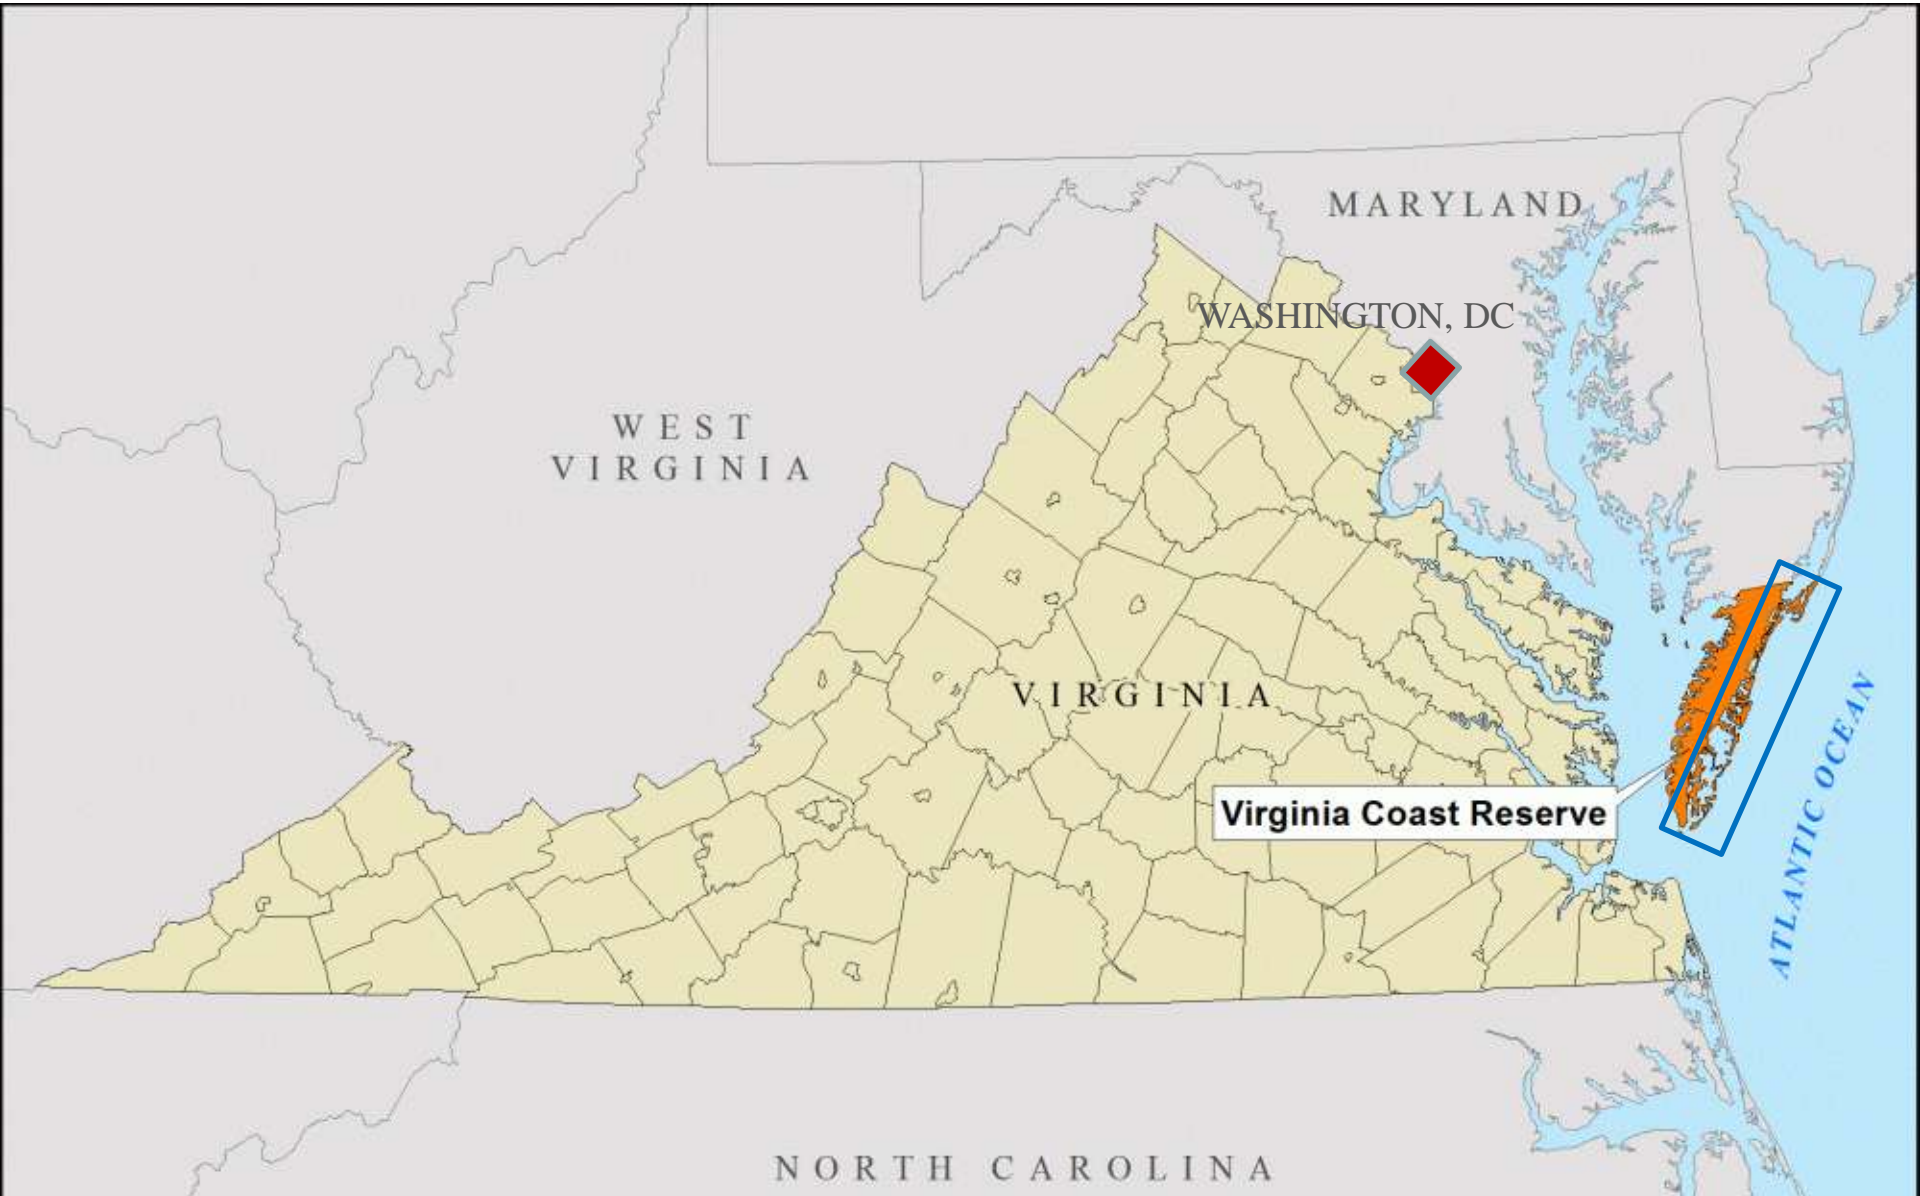 MARYLAND
WASHINGTON, DC
WEST
VIRGINIA
VIRGINIA
Virginia Coast Reserve
ATLANTIC OCEAN
NORTH CAROLINA